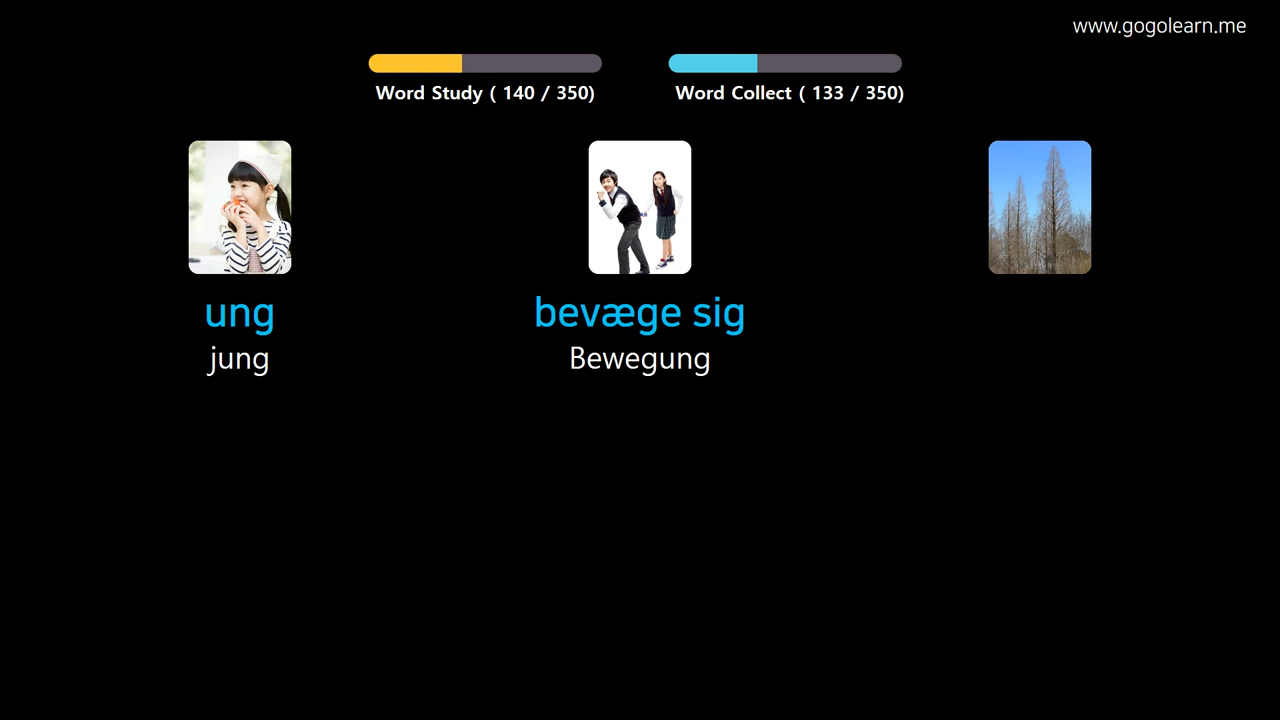 www.gogolearn.me
Word Study ( 140 / 350)
Word Collect ( 133 / 350)
ung
jung
bevæge sig
Bewegung